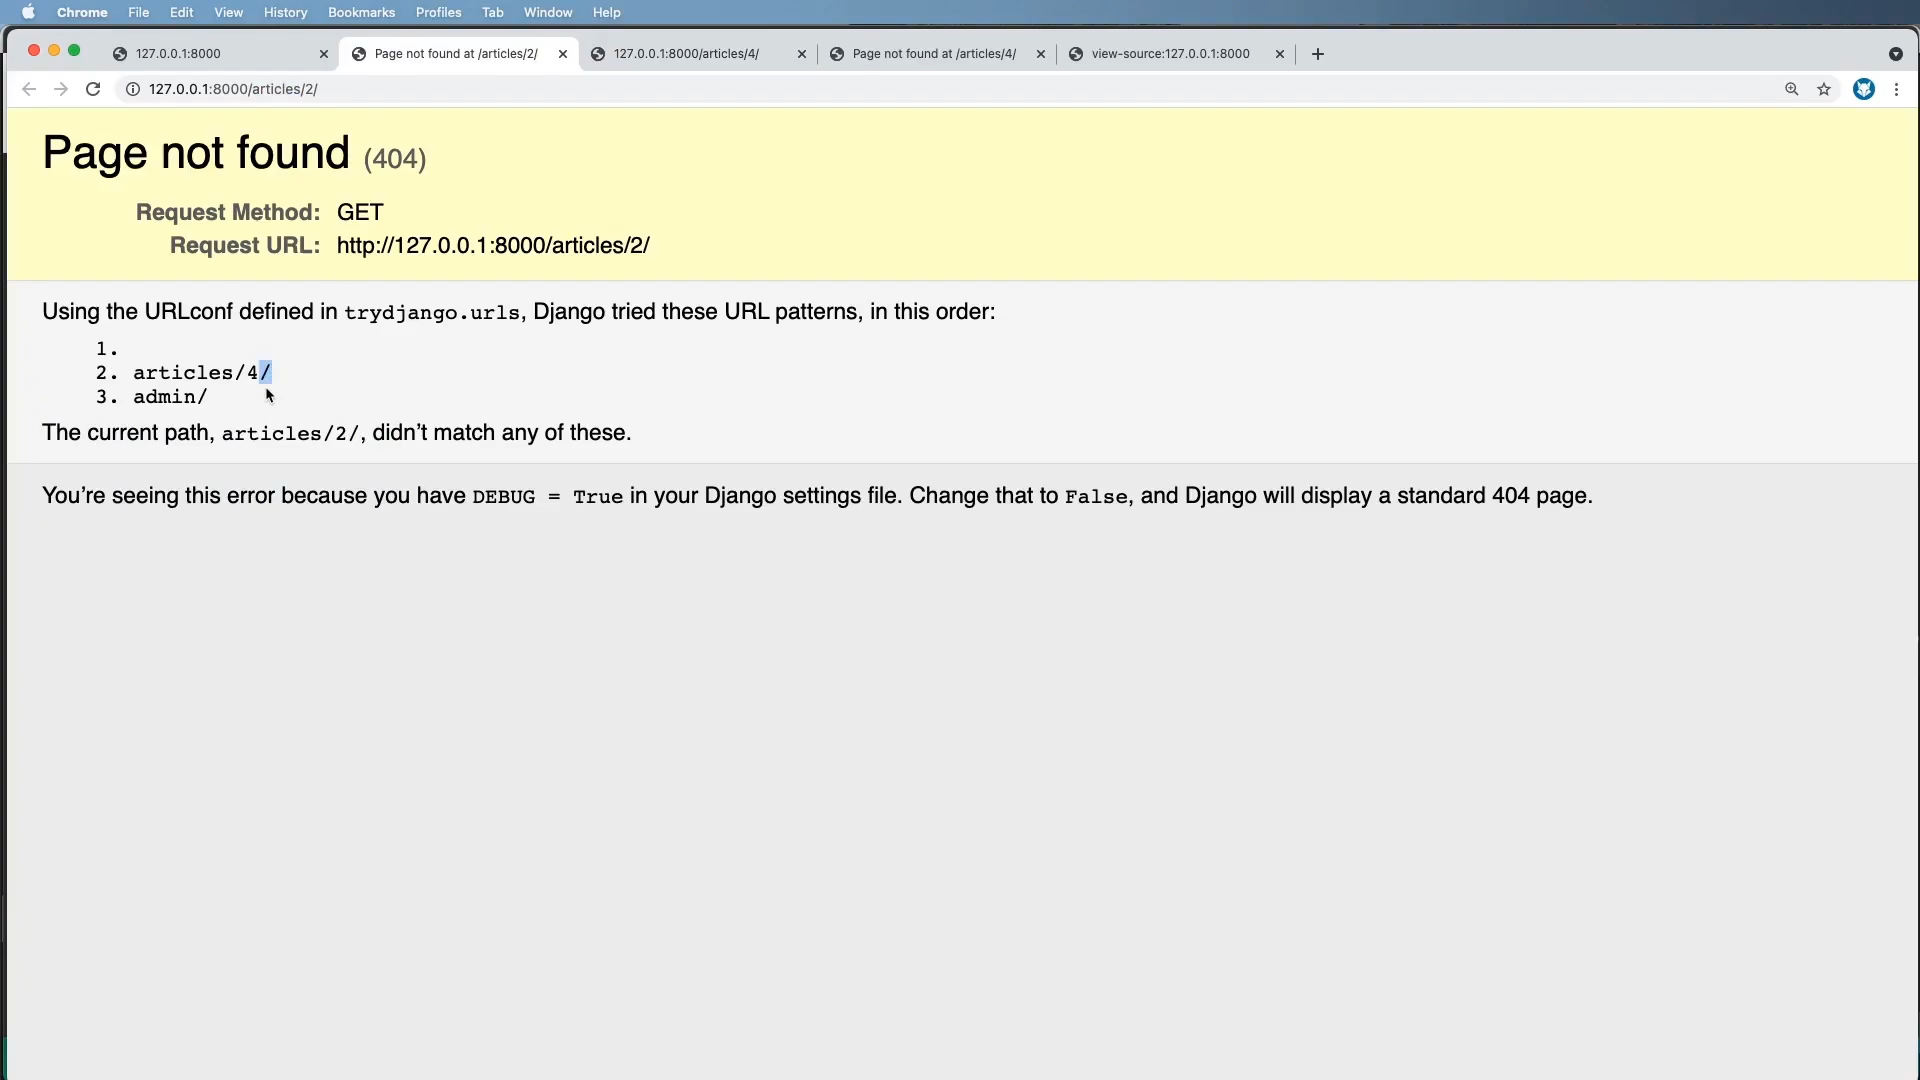 Chrome File Edit View History Bookmarks Profiles Tab Window Help
127.0.0.1:8000 Page not found at /articles/2/ 127.0.0.1:8000/articles/4/ Page not found at /articles/4/ view-source:127.0.0.1:8000
127.0.0.1:8000/articles/2/
Page not found (404)
Request Method: GET
Request URL: http://127.0.0.1:8000/articles/2/
Using the URLconf defined in trydjango.urls, Django tried these URL patterns, in this order:
1.
2. articles/4/
3. admin/
The current path, articles/2/, didn’t match any of these.
You’re seeing this error because you have DEBUG = True in your Django settings file. Change that to False, and Django will display a standard 404 page.